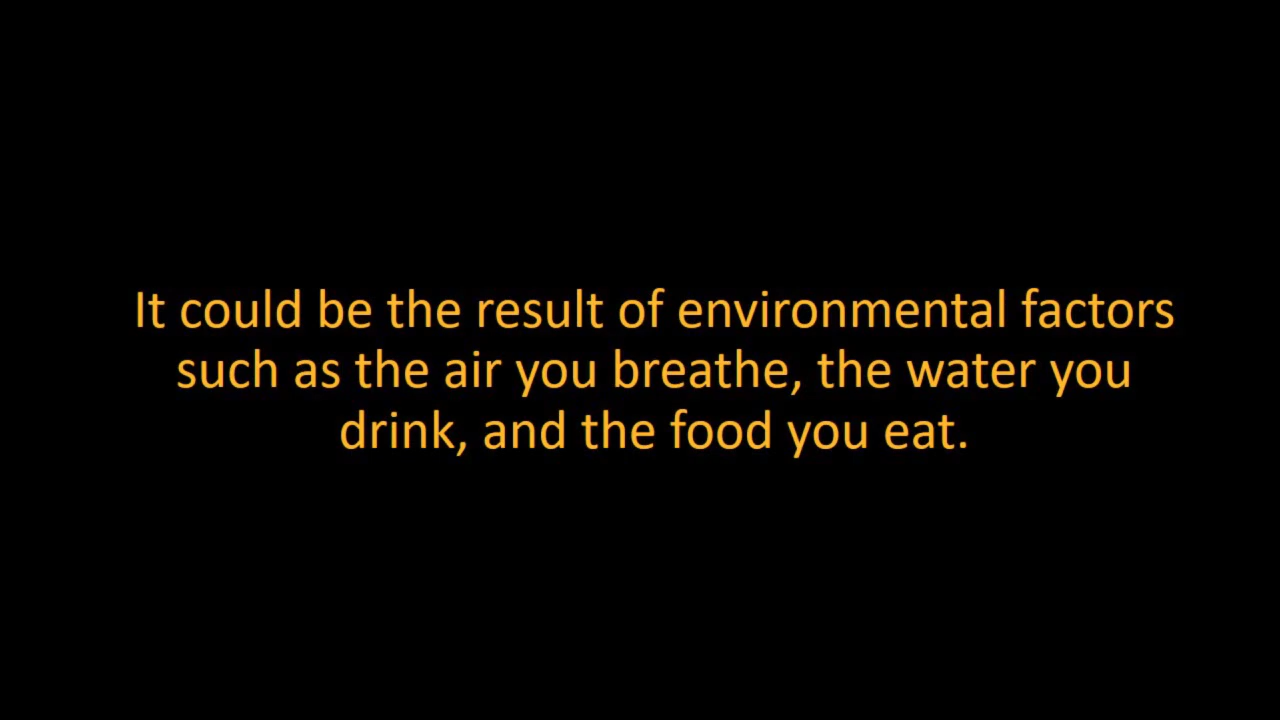 It could be the result of environmental factors
such as the air you breathe, the water you
drink, and the food you eat.